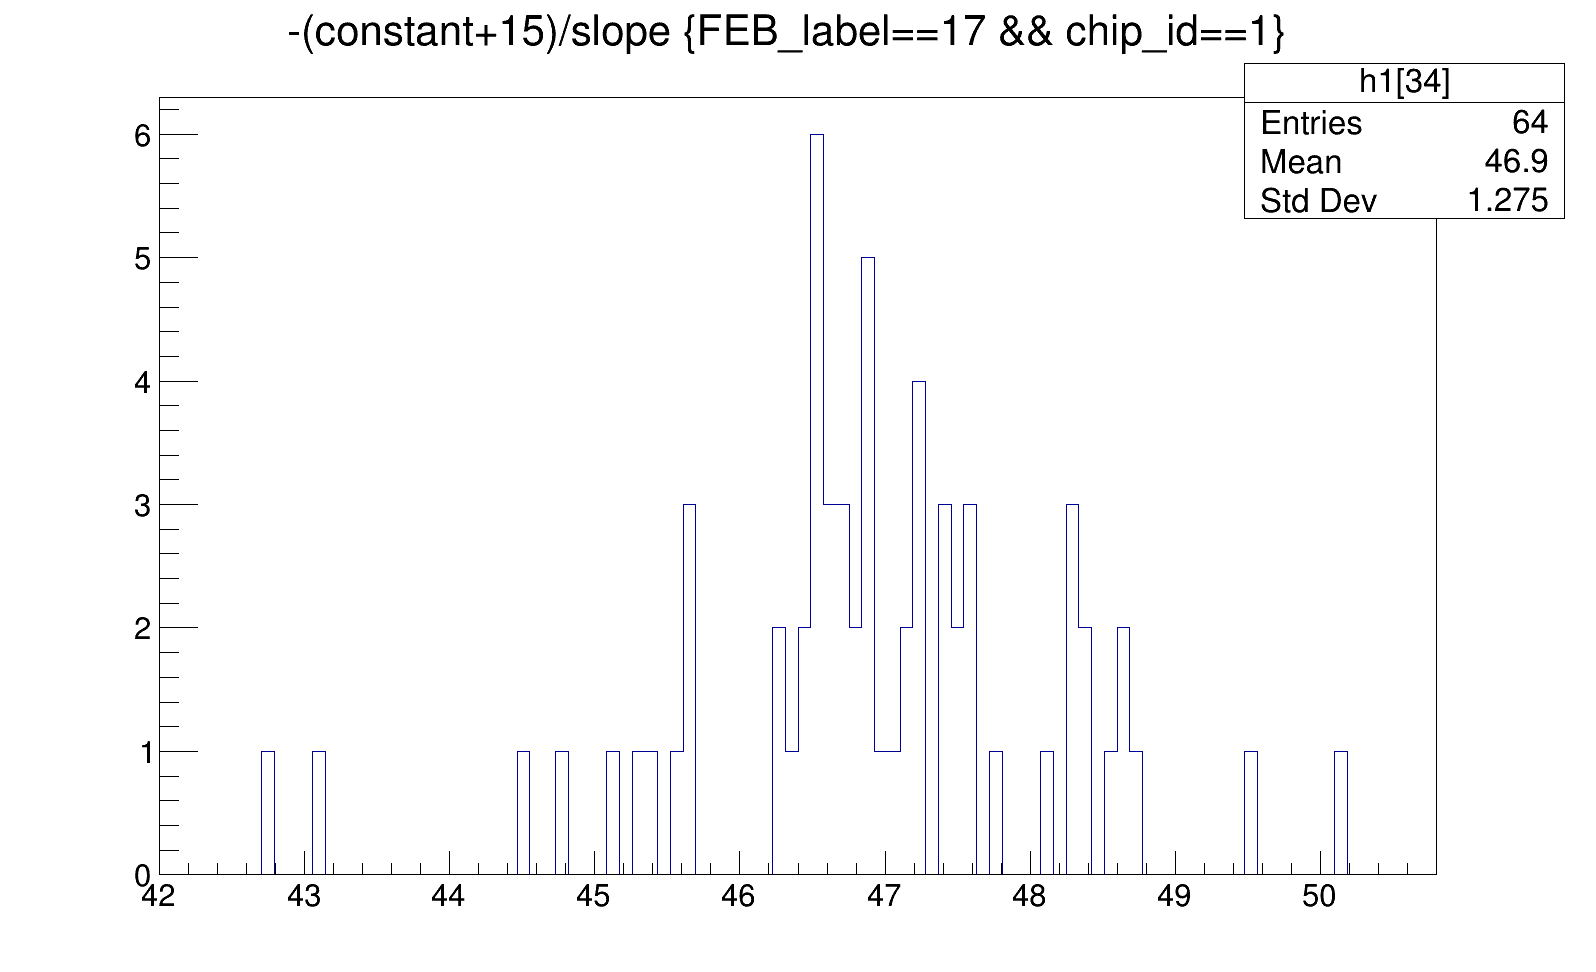 -(constant+15)/slope {FEB_label==17 && chip_id==1}
h1[34]
Entries 64
Mean 46.9
Std Dev 1.275
6
5
4
3
2
1
0
42 43 44 45 46 47 48 49 50